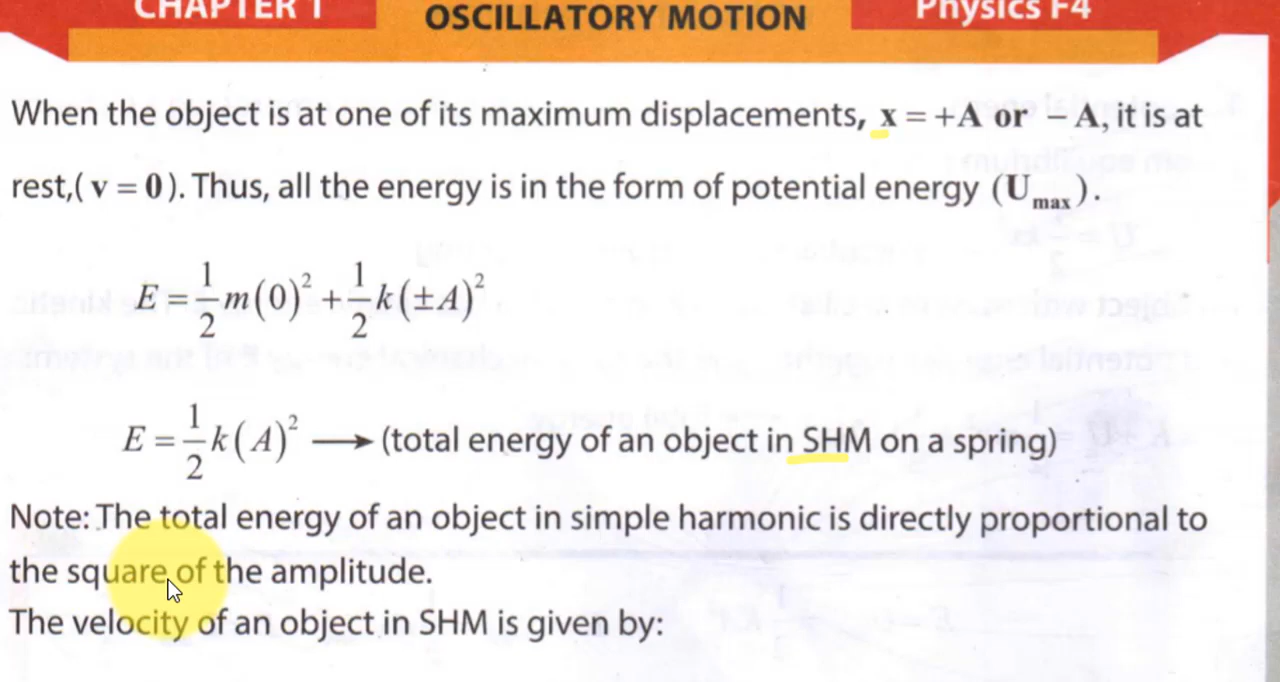 CHAPTER 1 OSCILLATORY MOTION Physics F4
When the object is at one of its maximum displacements, x = +A or − A, it is at
rest,( v = 0 ). Thus, all the energy is in the form of potential energy (U max ).
E = 1/2 m(0)² + 1/2 k(±A)²
E = 1/2 k(A)² ⟶ (total energy of an object in SHM on a spring)
Note: The total energy of an object in simple harmonic is directly proportional to
the square of the amplitude.
The velocity of an object in SHM is given by: